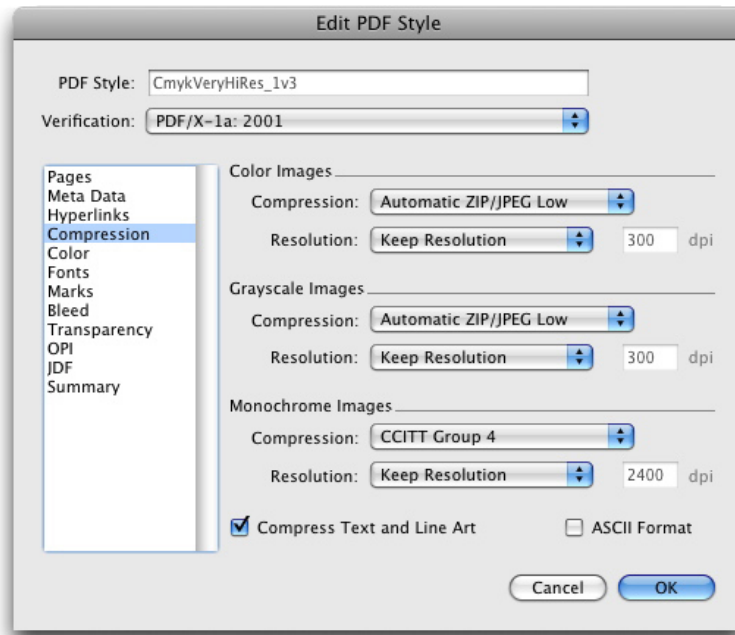 Edit PDF Style
PDF Style: CmykVeryHiRes_1v3
Verification: PDF/X-1a: 2001
Pages
Meta Data
Hyperlinks
Compression
Color
Fonts
Marks
Bleed
Transparency
OPI
JDF
Summary
Color Images
Compression: Automatic ZIP/JPEG Low
Resolution: Keep Resolution 300 dpi
Grayscale Images
Compression: Automatic ZIP/JPEG Low
Resolution: Keep Resolution 300 dpi
Monochrome Images
Compression: CCITT Group 4
Resolution: Keep Resolution 2400 dpi
Compress Text and Line Art ASCII Format
Cancel OK